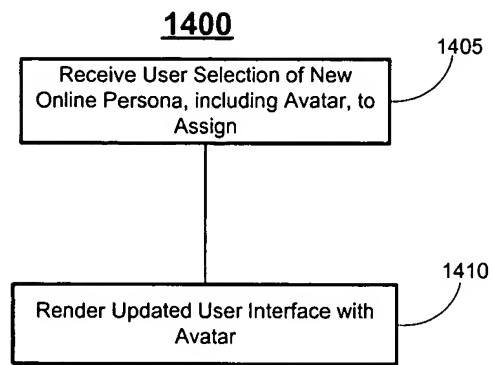 1400
1405
Receive User Selection of New
Online Persona, including Avatar, to
Assign
1410
Render Updated User Interface with
Avatar